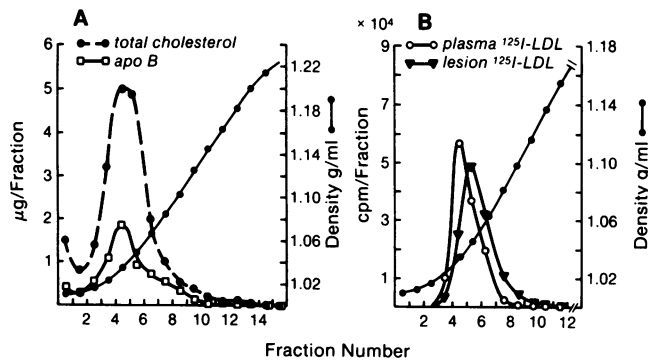 A
total cholesterol
apo B
6
5
4
3
2
1
µg/Fraction
1.22
1.20
1.18
1.14
1.10
1.06
1.02
Density g/ml
2 4 6 8 10 12 14
B
× 10⁴
plasma ¹²⁵I-LDL
lesion ¹²⁵I-LDL
9
7
5
3
1
cpm/Fraction
1.18
1.14
1.10
1.06
1.02
Density g/ml
2 4 6 8 10 12
Fraction Number